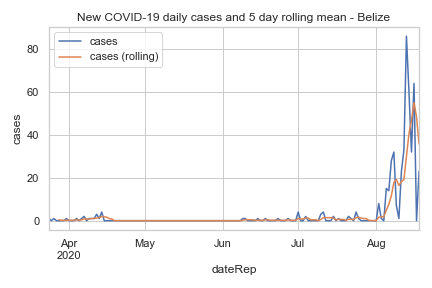 New COVID-19 daily cases and 5 day rolling mean - Belize
cases
cases (rolling)
80
60
40
20
0
cases
Apr
2020
May
Jun
Jul
Aug
dateRep